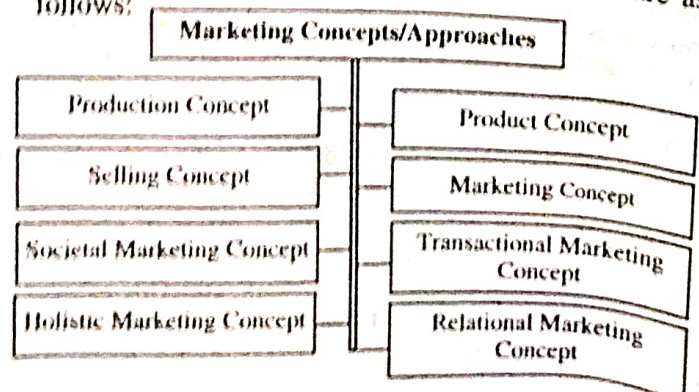 follows:
Marketing Concepts/Approaches
Production Concept
Product Concept
Selling Concept
Marketing Concept
Societal Marketing Concept
Transactional Marketing
Concept
Holistic Marketing Concept
Relational Marketing
Concept